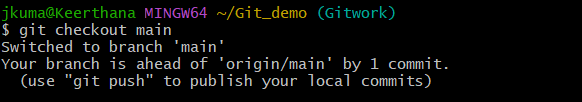 jkuma@Keerthana MINGW64 ~/Git_demo (Gitwork)
$ git checkout main
Switched to branch 'main'
Your branch is ahead of 'origin/main' by 1 commit.
  (use "git push" to publish your local commits)